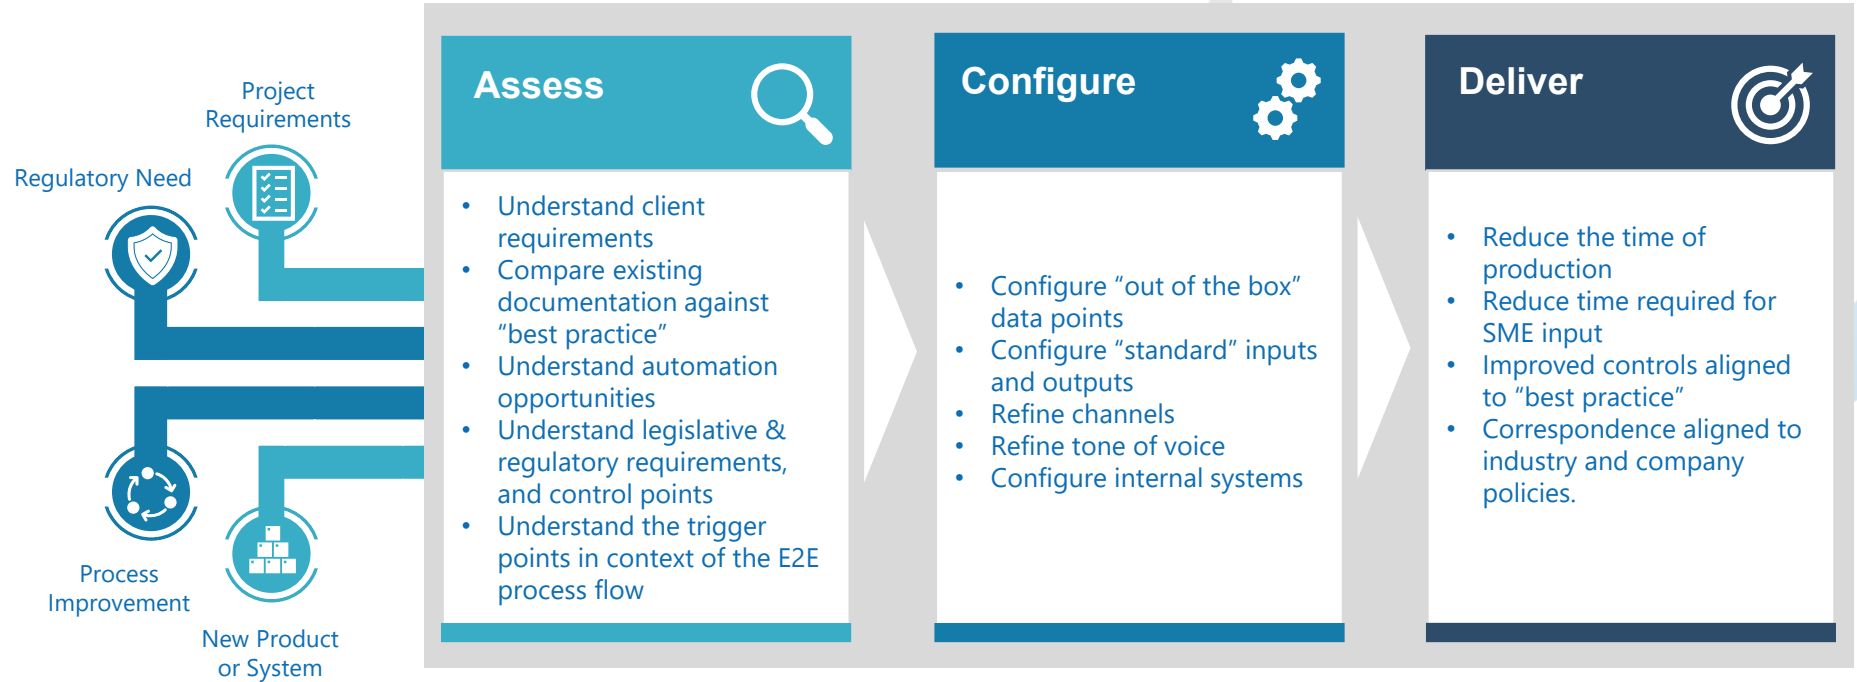 Project
Requirements
Regulatory Need
Process
Improvement
New Product
or System
Assess
• Understand client
requirements
• Compare existing
documentation against
“best practice”
• Understand automation
opportunities
• Understand legislative &
regulatory requirements,
and control points
• Understand the trigger
points in context of the E2E
process flow
Configure
• Configure “out of the box”
data points
• Configure “standard” inputs
and outputs
• Refine channels
• Refine tone of voice
• Configure internal systems
Deliver
• Reduce the time of
production
• Reduce time required for
SME input
• Improved controls aligned
to “best practice”
• Correspondence aligned to
industry and company
policies.